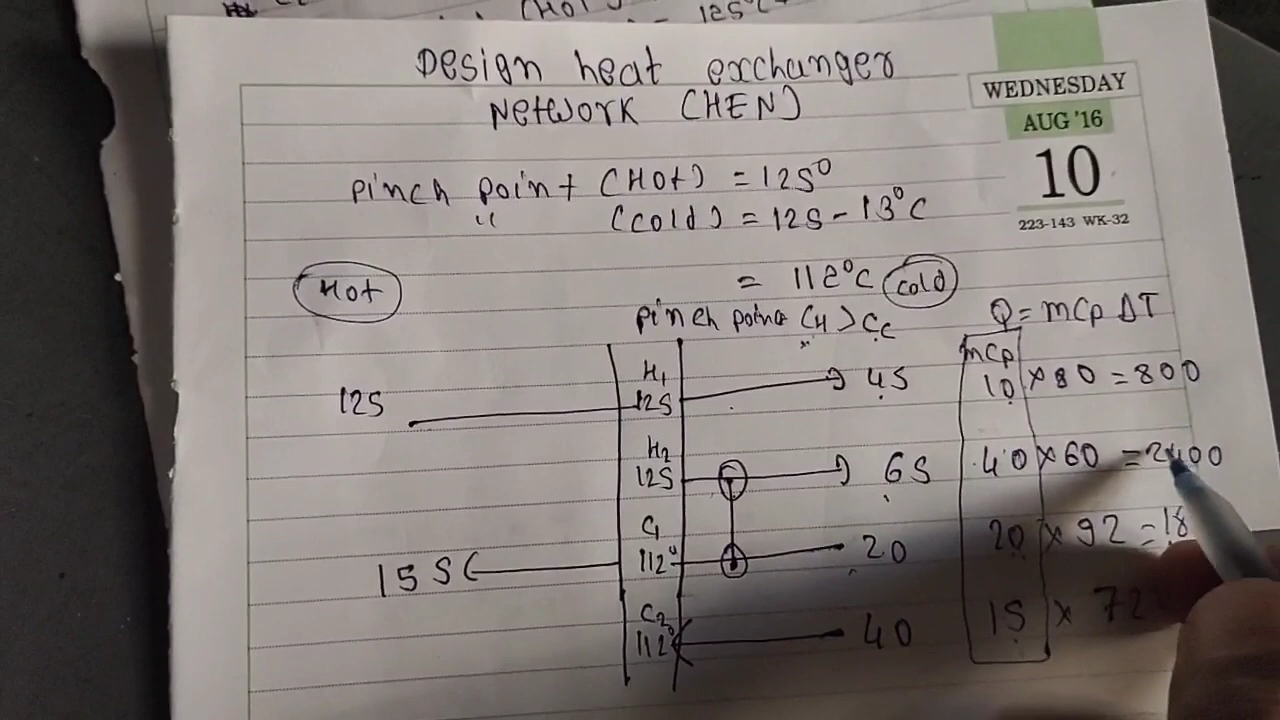 (Hot)
125°C
Design heat exchanger
Network (HEN)
WEDNESDAY
AUG '16
10
223-143 WK-32
Pinch point (Hot) = 125°
" (cold) = 125 - 13°C
= 112°C
Hot
cold
pinch point (H) Cc
Q = mcp ΔT
mcp
125
H1
125
45
10 × 80 = 800
H2
125
65
40 × 60 = 2400
C1
112°
155
20
20 × 92 = 18
C2
112°
40
15 × 72